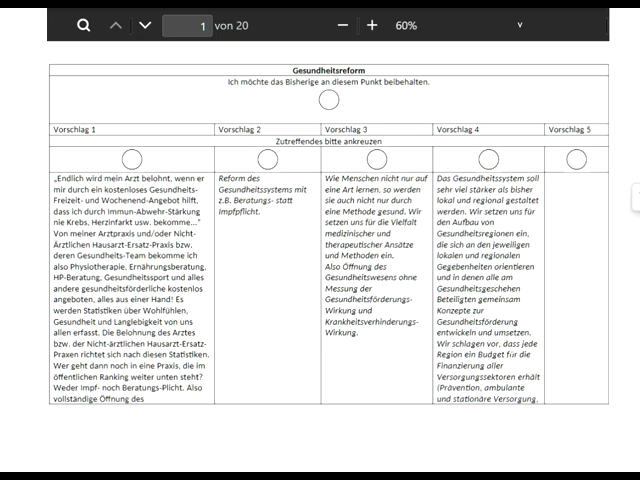 1 von 20
60%
Gesundheitsreform
Ich möchte das Bisherige an diesem Punkt beibehalten.
Vorschlag 1 Vorschlag 2 Vorschlag 3 Vorschlag 4 Vorschlag 5
Zutreffendes bitte ankreuzen
„Endlich wird mein Arzt belohnt, wenn er
mir durch ein kostenloses Gesundheits-
Freizeit- und Wochenend-Angebot hilft,
dass ich durch Immun-Abwehr-Stärkung
nie Krebs, Herzinfarkt usw. bekomme..."
Von meiner Arztpraxis und/oder Nicht-
Ärztlichen Hausarzt-Ersatz-Praxis bzw.
deren Gesundheits-Team bekomme ich
also Physiotherapie, Ernährungsberatung,
HP-Beratung, Gesundheitssport und alles
andere gesundheitsförderliche kostenlos
angeboten, alles aus einer Hand! Es
werden Statistiken über Wohlfühlen,
Gesundheit und Langlebigkeit von uns
allen erfasst. Die Belohnung des Arztes
bzw. der Nicht-ärztlichen Hausarzt-Ersatz-
Praxen richtet sich nach diesen Statistiken.
Wer geht dann noch in eine Praxis, die im
öffentlichen Ranking weiter unten steht?
Weder Impf- noch Beratungs-Plicht. Also
vollständige Öffnung des
Reform des
Gesundheitssystems mit
z.B. Beratungs- statt
Impfpflicht.
Wie Menschen nicht nur auf
eine Art lernen, so werden
sie auch nicht nur durch
eine Methode gesund. Wir
setzen uns für die Vielfalt
medizinischer und
therapeutischer Ansätze
und Methoden ein.
Also Öffnung des
Gesundheitswesens ohne
Messung der
Gesundheitsförderungs-
Wirkung und
Krankheitsverhinderungs-
Wirkung.
Das Gesundheitssystem soll
sehr viel stärker als bisher
lokal und regional gestaltet
werden. Wir setzen uns für
den Aufbau von
Gesundheitsregionen ein,
die sich an den jeweiligen
lokalen und regionalen
Gegebenheiten orientieren
und in denen alle am
Gesundheitsgeschehen
Beteiligten gemeinsam
Konzepte zur
Gesundheitsförderung
entwickeln und umsetzen.
Wir schlagen vor, dass jede
Region ein Budget für die
Finanzierung aller
Versorgungssektoren erhält
(Prävention, ambulante
und stationäre Versorgung,